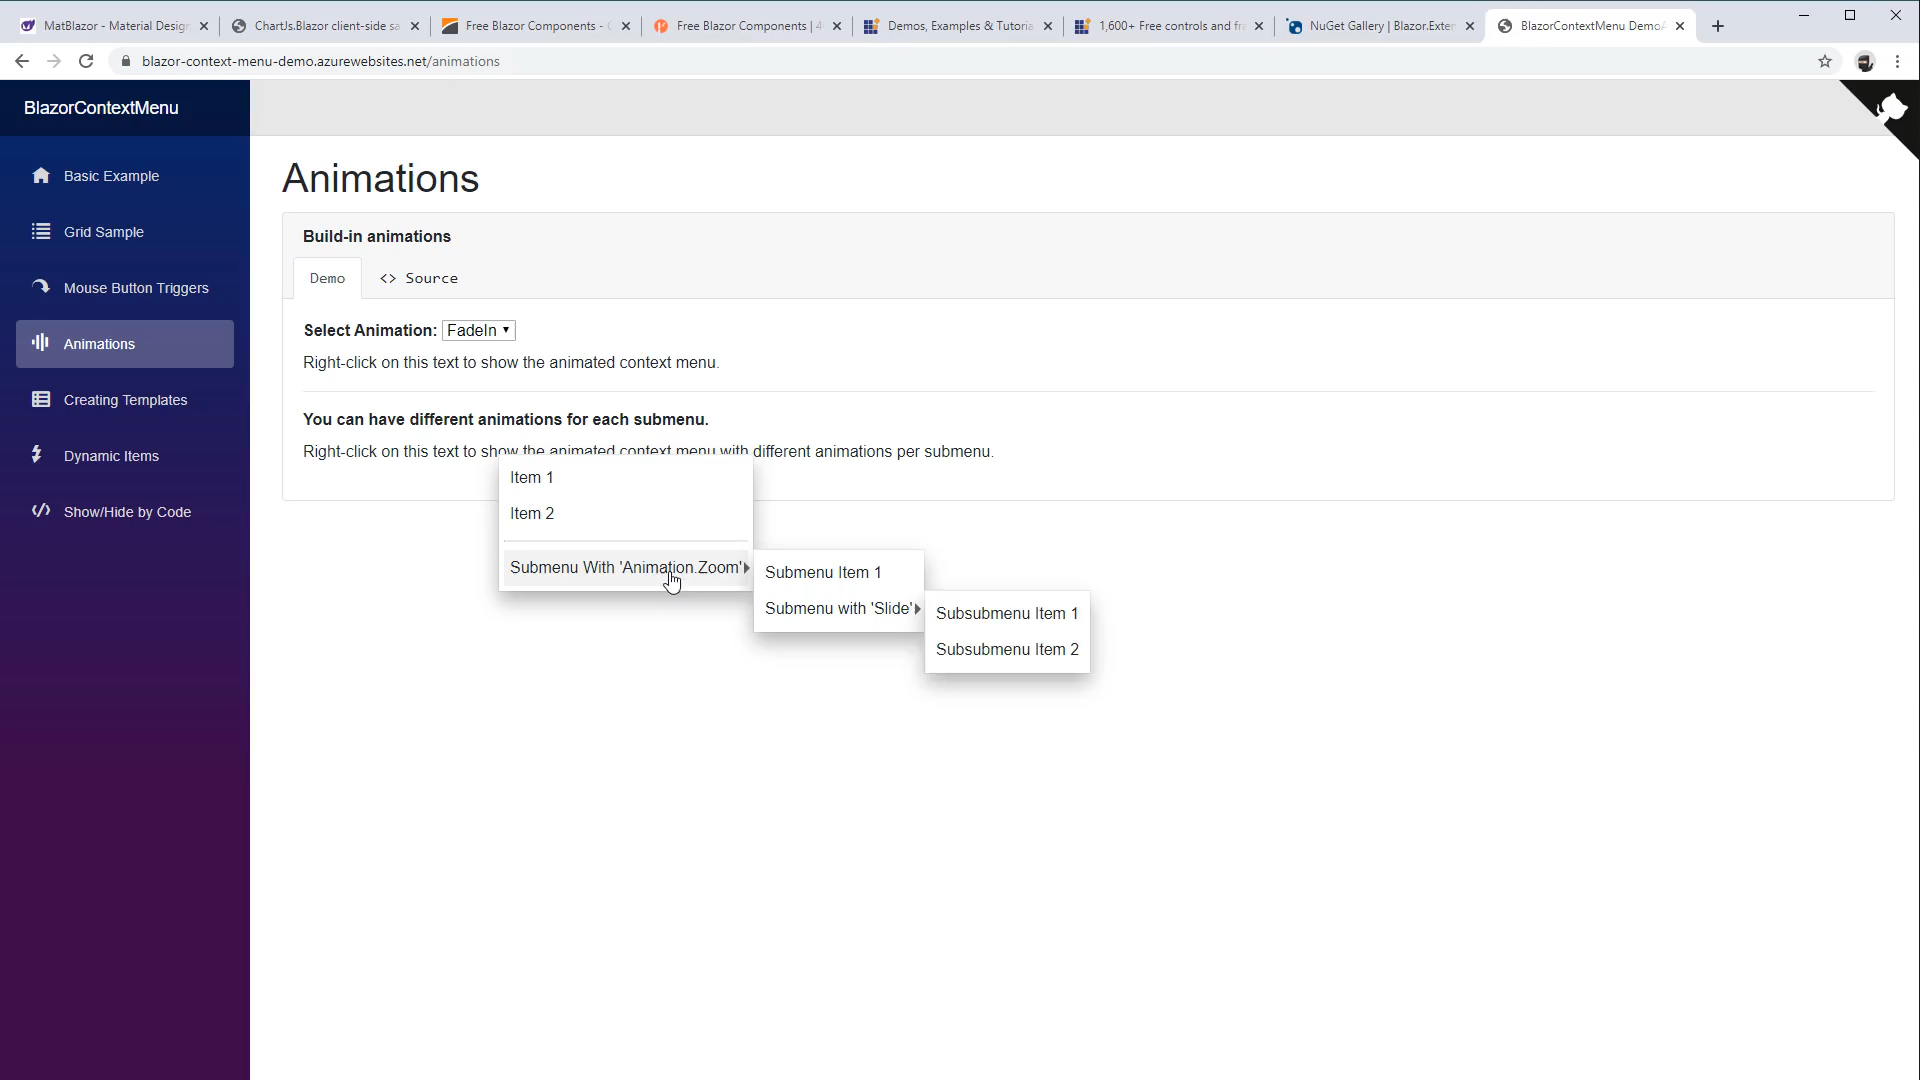 MatBlazor - Material Design
ChartJs.Blazor client-side sa
Free Blazor Components - 
Free Blazor Components | 4
Demos, Examples & Tutoria
1,600+ Free controls and fra
NuGet Gallery | Blazor.Exten
BlazorContextMenu Demo
blazor-context-menu-demo.azurewebsites.net/animations
BlazorContextMenu
Basic Example
Grid Sample
Mouse Button Triggers
Animations
Creating Templates
Dynamic Items
Show/Hide by Code
Animations
Build-in animations
Demo
<> Source
Select Animation: FadeIn
Right-click on this text to show the animated context menu.
You can have different animations for each submenu.
Right-click on this text to show the animated context menu with different animations per submenu.
Item 1
Item 2
Submenu With 'Animation.Zoom'
Submenu Item 1
Submenu with 'Slide'
Subsubmenu Item 1
Subsubmenu Item 2